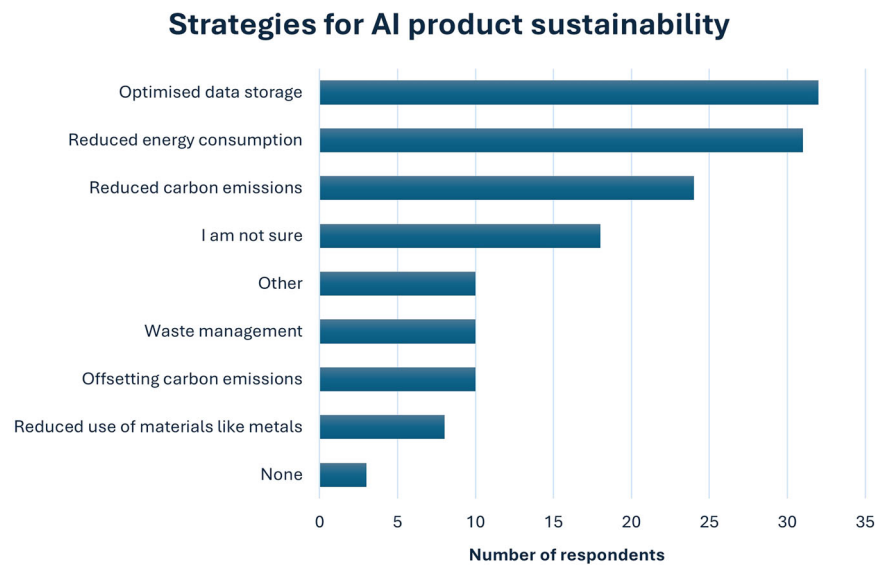 Strategies for AI product sustainability
Optimised data storage
Reduced energy consumption
Reduced carbon emissions
I am not sure
Other
Waste management
Offsetting carbon emissions
Reduced use of materials like metals
None
0 5 10 15 20 25 30 35
Number of respondents